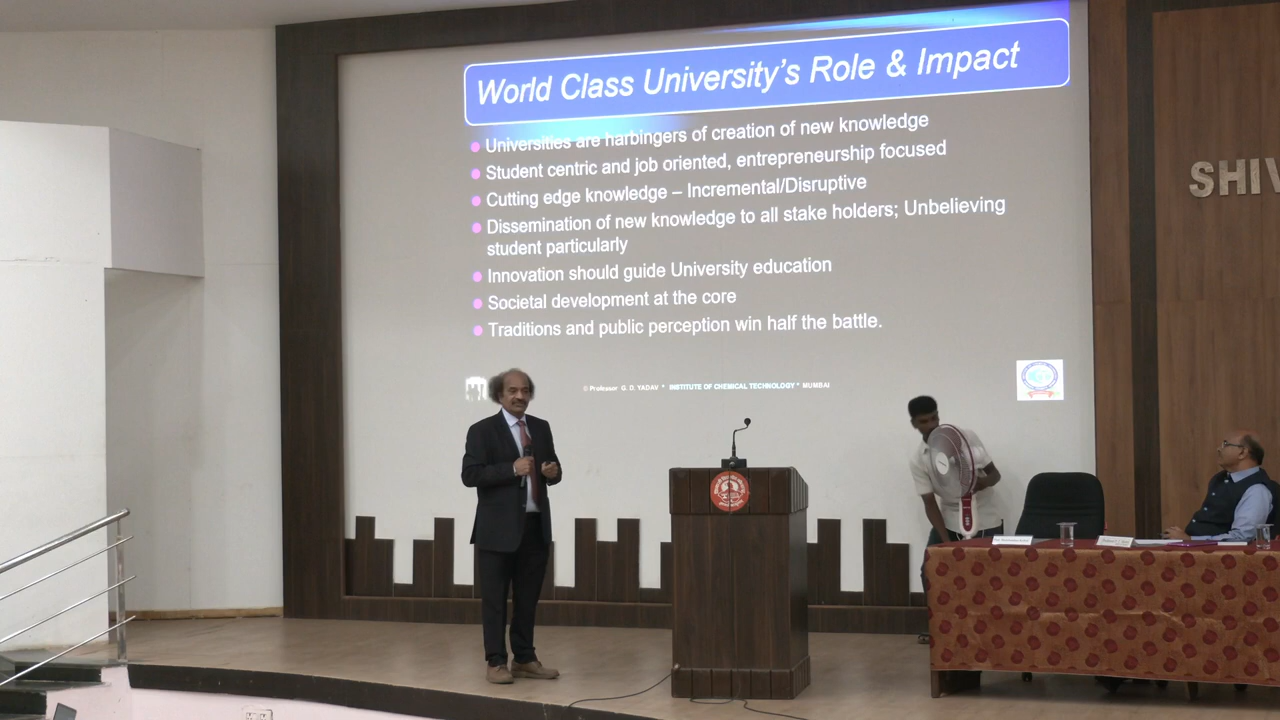 World Class University's Role & Impact
Universities are harbingers of creation of new knowledge
Student centric and job oriented, entrepreneurship focused
Cutting edge knowledge – Incremental/Disruptive
Dissemination of new knowledge to all stake holders; Unbelieving
student particularly
Innovation should guide University education
Societal development at the core
Traditions and public perception win half the battle.
© Professor G. D. YADAV * INSTITUTE OF CHEMICAL TECHNOLOGY * MUMBAI
SHIV